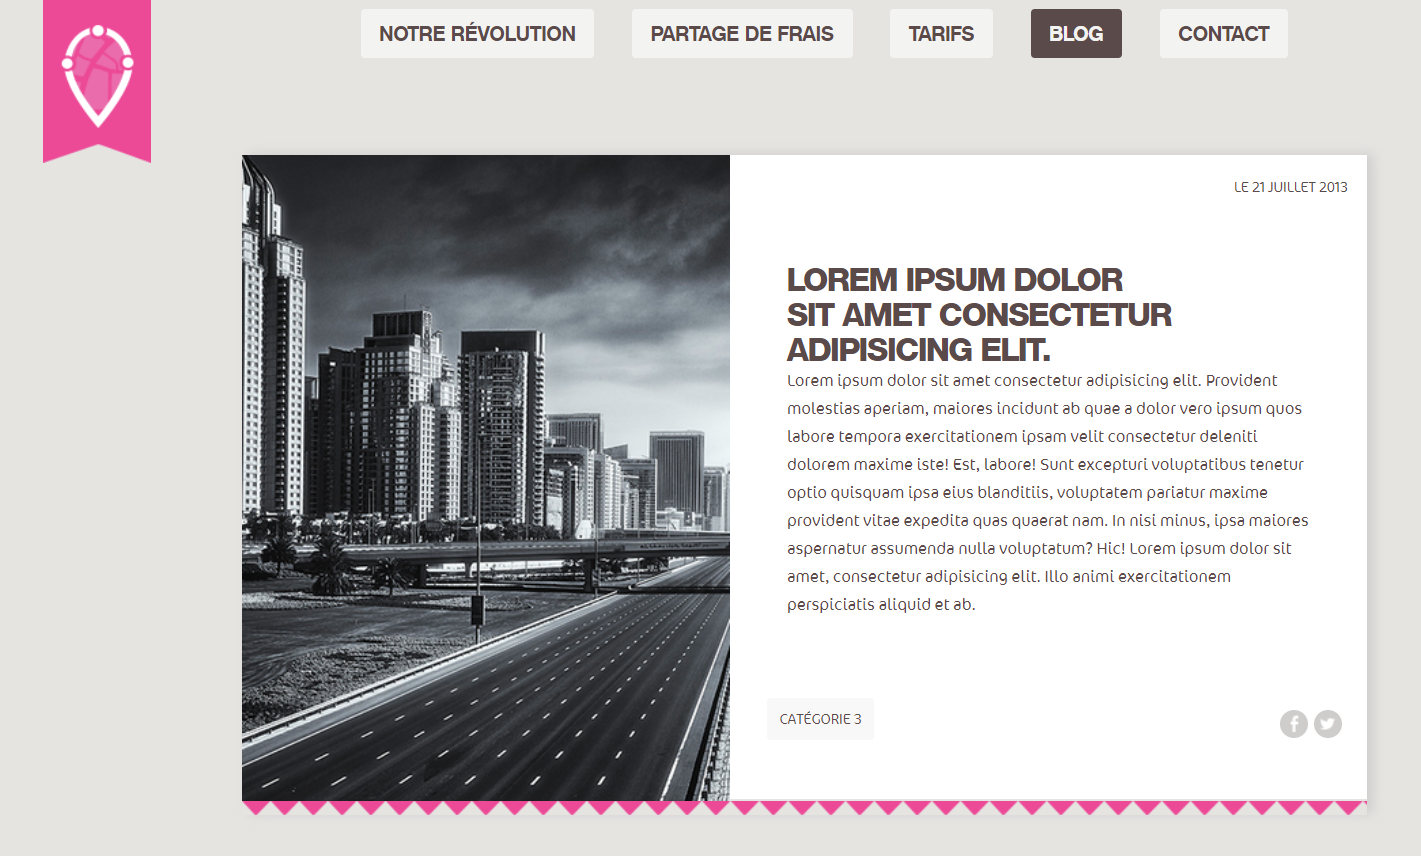 NOTRE RÉVOLUTION
PARTAGE DE FRAIS
TARIFS
BLOG
CONTACT
LE 21 JUILLET 2013
LOREM IPSUM DOLOR
SIT AMET CONSECTETUR
ADIPISICING ELIT.
Lorem ipsum dolor sit amet consectetur adipisicing elit. Provident
molestias aperiam, maiores incidunt ab quae a dolor vero ipsum quos
labore tempora exercitationem ipsam velit consectetur deleniti
dolorem maxime iste! Est, labore! Sunt excepturi voluptatibus tenetur
optio quisquam ipsa eius blanditiis, voluptatem pariatur maxime
provident vitae expedita quas quaerat nam. In nisi minus, ipsa maiores
aspernatur assumenda nulla voluptatum? Hic! Lorem ipsum dolor sit
amet, consectetur adipisicing elit. Illo animi exercitationem
perspiciatis aliquid et ab.
CATÉGORIE 3